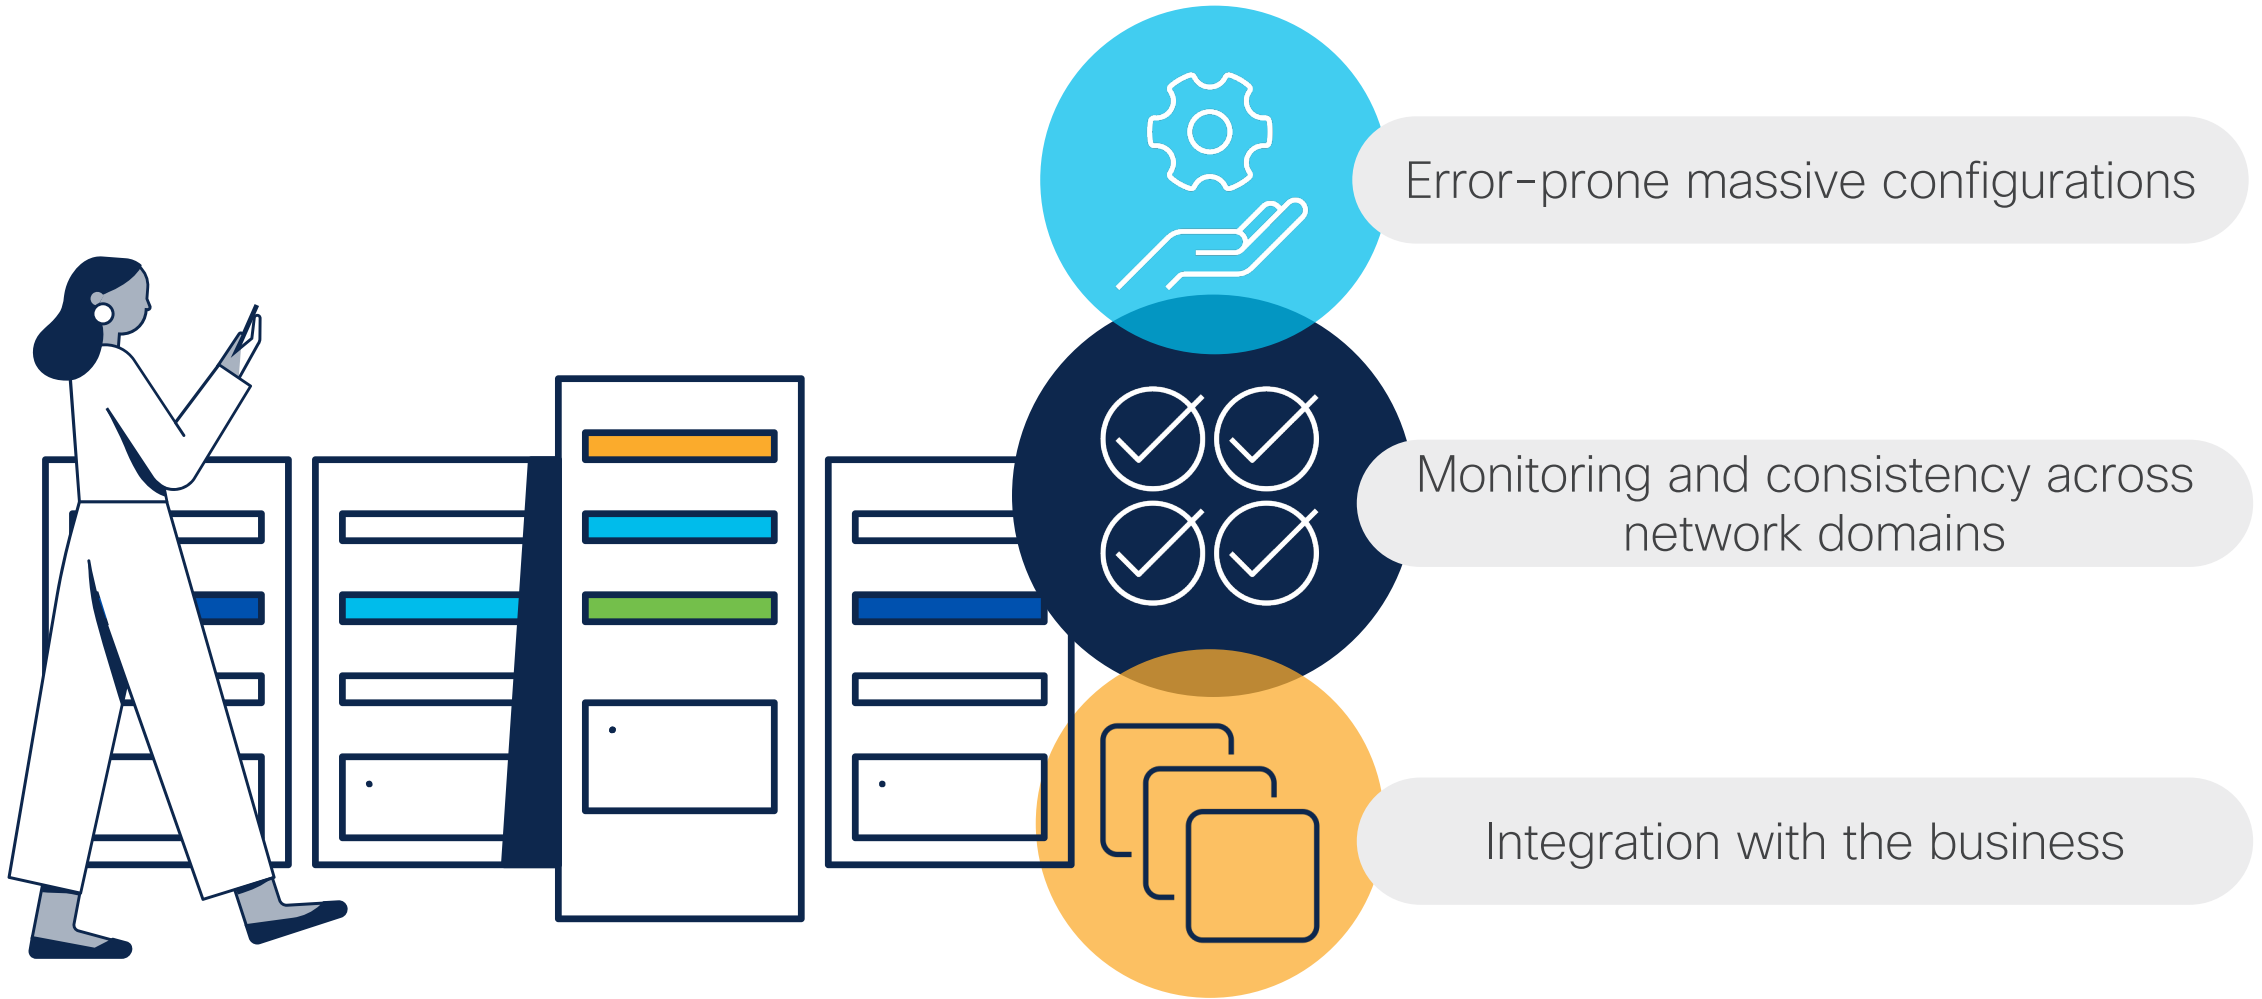 Error-prone massive configurations
Monitoring and consistency across
network domains
Integration with the business